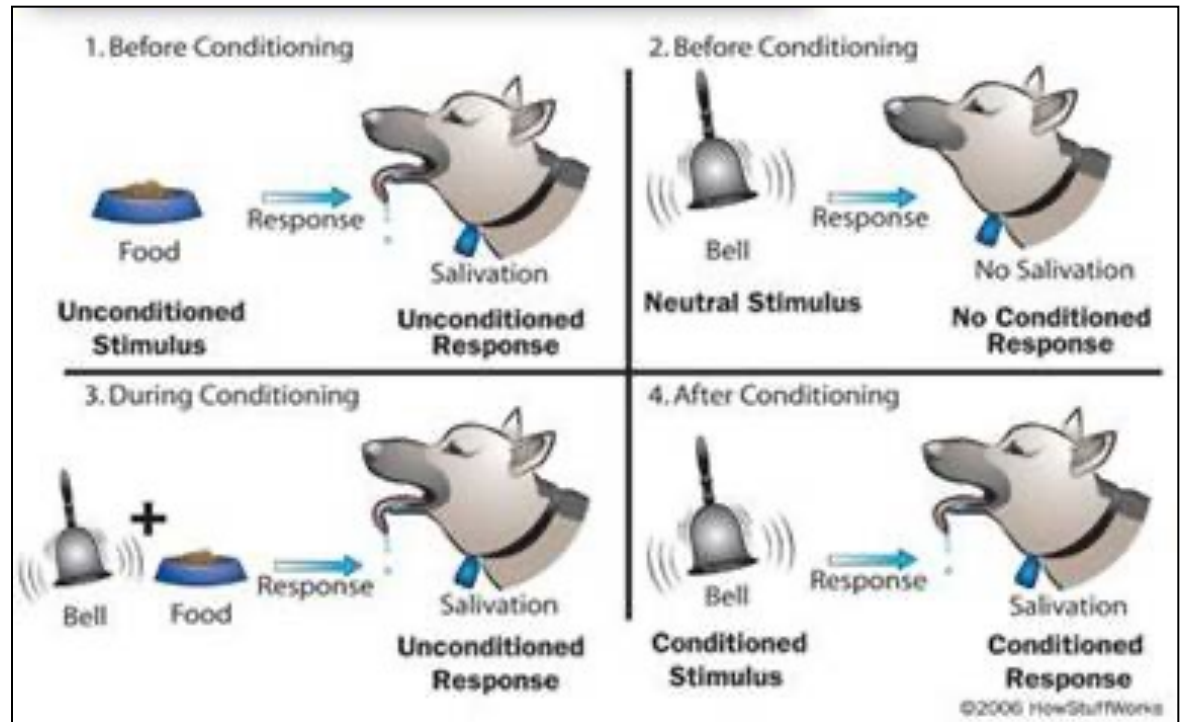 1. Before Conditioning
Food
Response
Salivation
Unconditioned
Stimulus
Unconditioned
Response
2. Before Conditioning
Bell
Response
No Salivation
Neutral Stimulus
No Conditioned
Response
3. During Conditioning
+
Bell
Food
Response
Salivation
Unconditioned
Response
4. After Conditioning
Bell
Response
Salivation
Conditioned
Stimulus
Conditioned
Response
©2006 HowStuffWorks